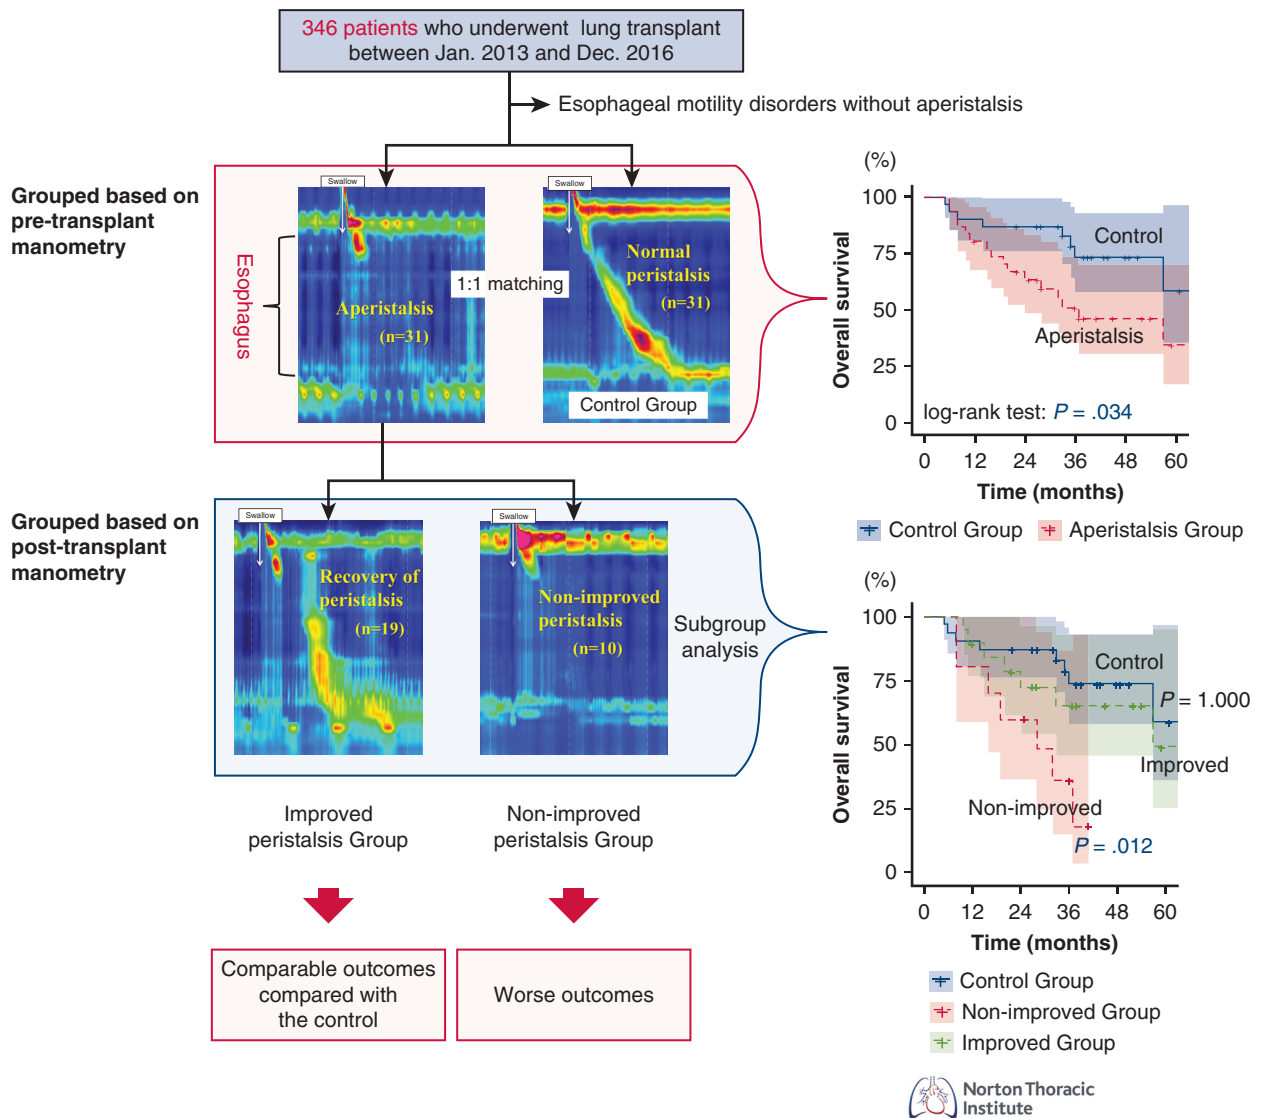 346 patients who underwent lung transplant
between Jan. 2013 and Dec. 2016
Esophageal motility disorders without aperistalsis
Grouped based on
pre-transplant
manometry
Esophagus
Swallow
Aperistalsis
(n=31)
1:1 matching
Swallow
Normal
peristalsis
(n=31)
Control Group
(%)
100
75
50
25
0
Overall survival
Control
Aperistalsis
log-rank test: P = .034
0 12 24 36 48 60
Time (months)
Control Group Aperistalsis Group
Grouped based on
post-transplant
manometry
Swallow
Recovery of
peristalsis
(n=19)
Swallow
Non-improved
peristalsis
(n=10)
Subgroup
analysis
(%)
100
75
50
25
0
Overall survival
Control
P = 1.000
Improved
Non-improved
P = .012
0 12 24 36 48 60
Time (months)
Control Group
Non-improved Group
Improved Group
Improved
peristalsis Group
Non-improved
peristalsis Group
Comparable outcomes
compared with
the control
Worse outcomes
Norton Thoracic
Institute